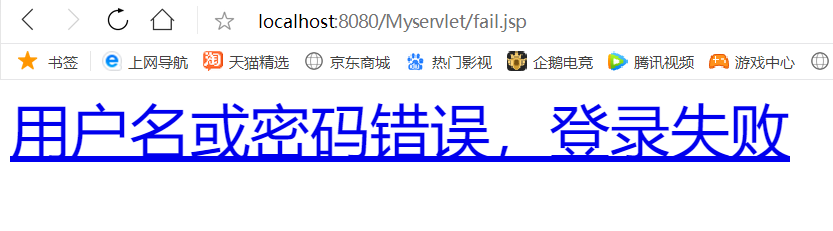 localhost:8080/Myservlet/fail.jsp
书签 上网导航 天猫精选 京东商城 热门影视 企鹅电竞 腾讯视频 游戏中心
用户名或密码错误，登录失败